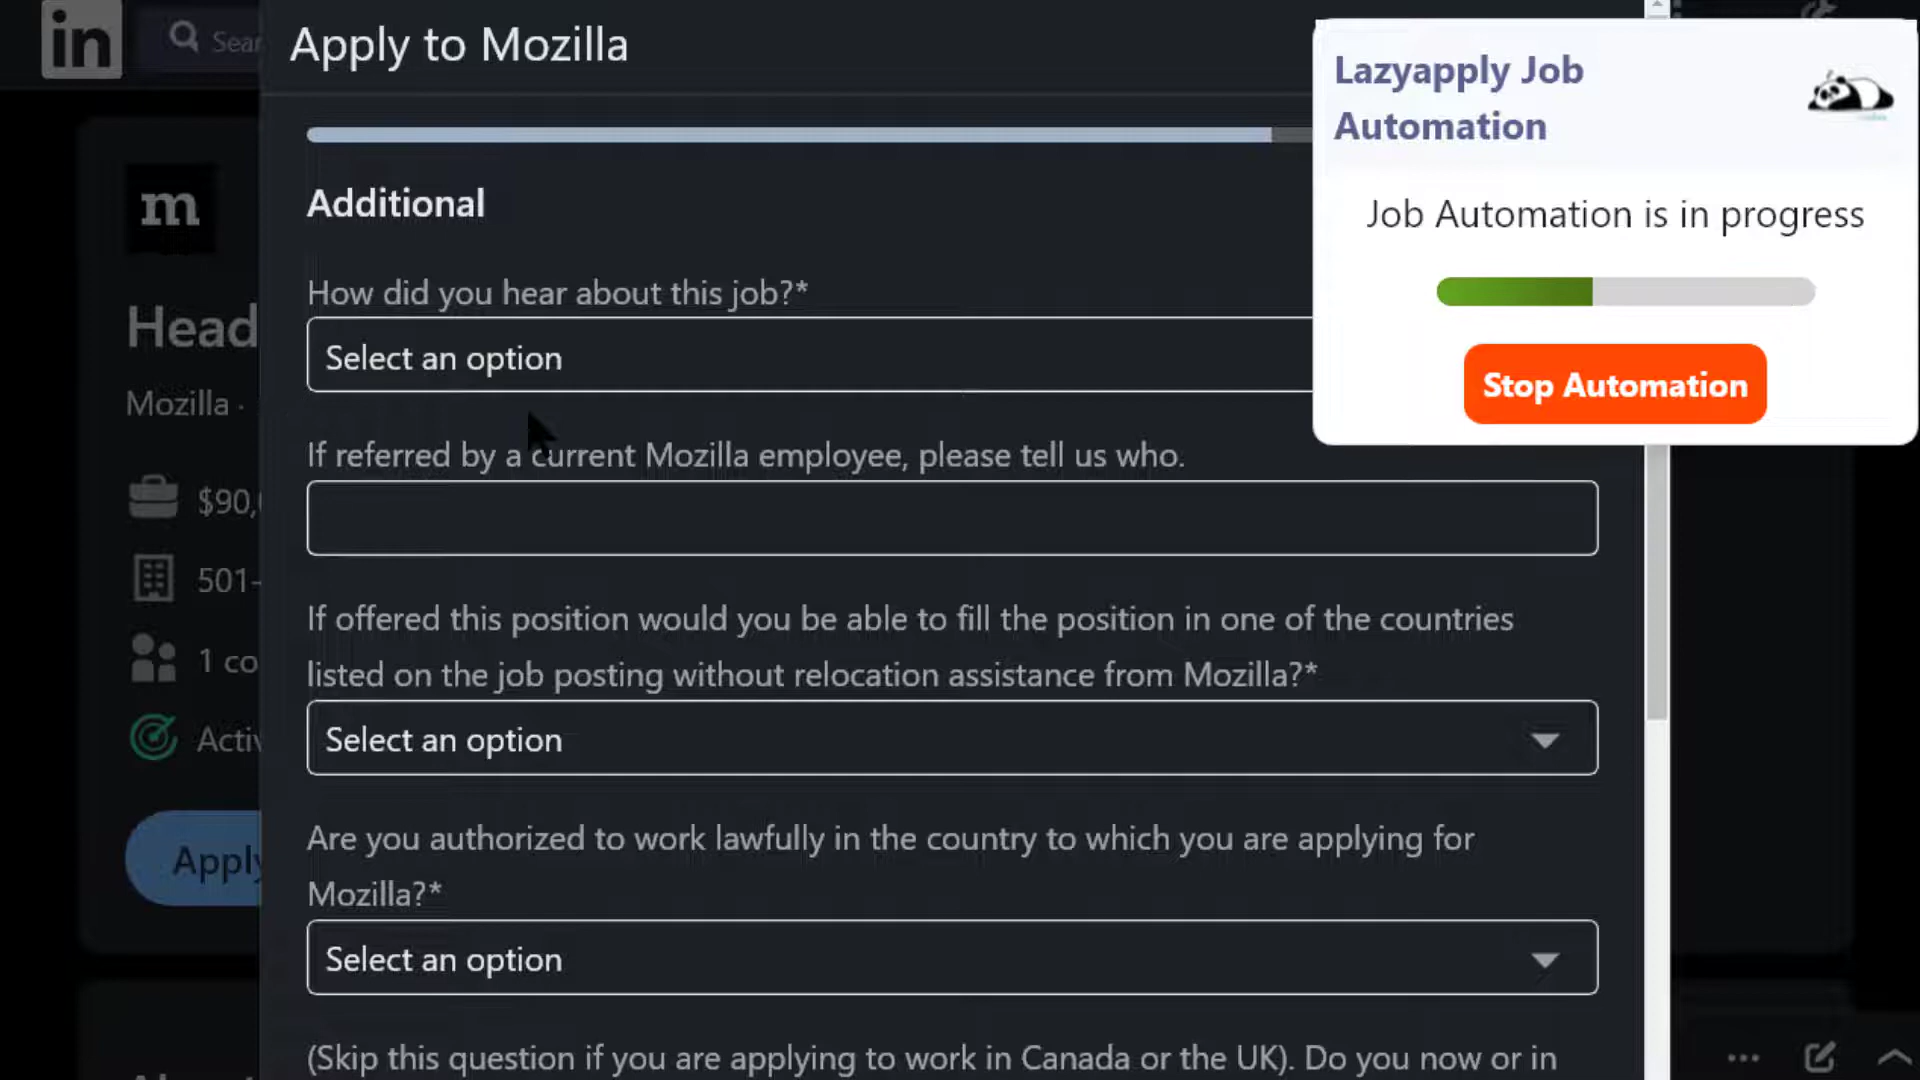 in
Sear
Apply to Mozilla
Lazyapply Job
Automation
Job Automation is in progress
Stop Automation
m
Head
Mozilla ·
$90,
501-
1 co
Activ
Apply
Additional
How did you hear about this job?*
Select an option
If referred by a current Mozilla employee, please tell us who.
If offered this position would you be able to fill the position in one of the countries
listed on the job posting without relocation assistance from Mozilla?*
Select an option
Are you authorized to work lawfully in the country to which you are applying for
Mozilla?*
Select an option
(Skip this question if you are applying to work in Canada or the UK). Do you now or in